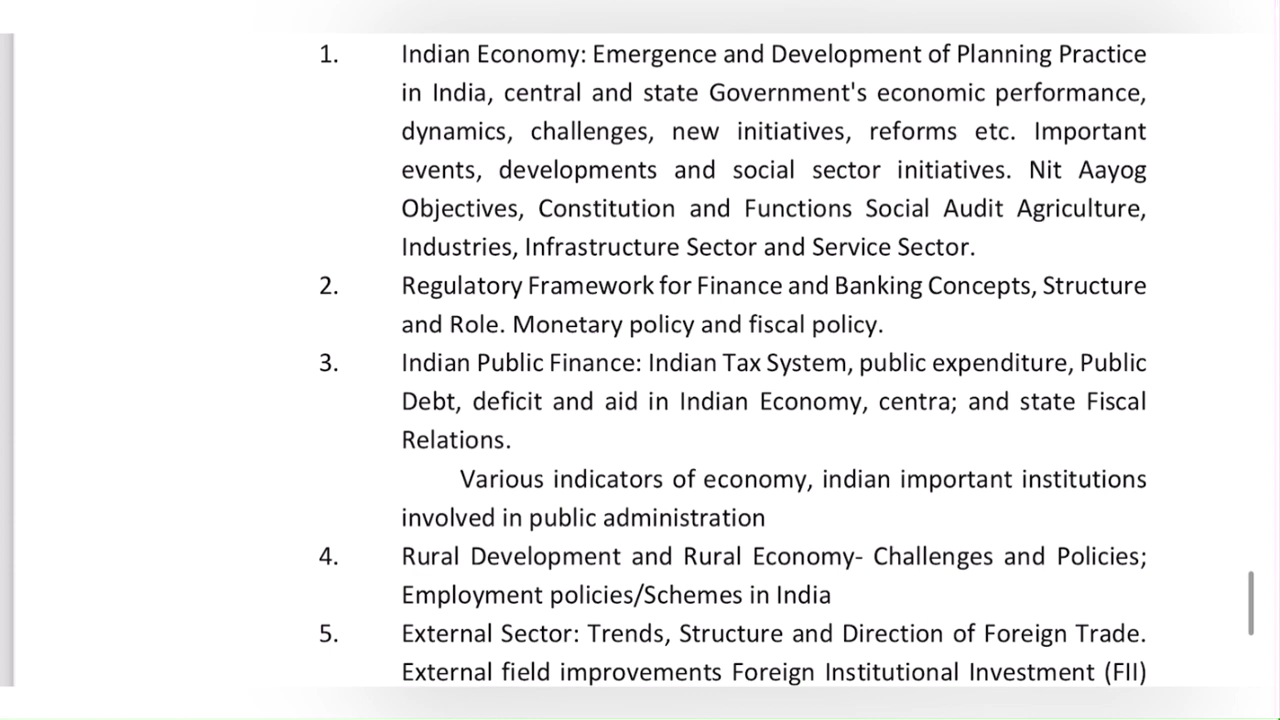 1. Indian Economy: Emergence and Development of Planning Practice
in India, central and state Government's economic performance,
dynamics, challenges, new initiatives, reforms etc. Important
events, developments and social sector initiatives. Nit Aayog
Objectives, Constitution and Functions Social Audit Agriculture,
Industries, Infrastructure Sector and Service Sector.
2. Regulatory Framework for Finance and Banking Concepts, Structure
and Role. Monetary policy and fiscal policy.
3. Indian Public Finance: Indian Tax System, public expenditure, Public
Debt, deficit and aid in Indian Economy, centra; and state Fiscal
Relations.
Various indicators of economy, indian important institutions
involved in public administration
4. Rural Development and Rural Economy- Challenges and Policies;
Employment policies/Schemes in India
5. External Sector: Trends, Structure and Direction of Foreign Trade.
External field improvements Foreign Institutional Investment (FII)